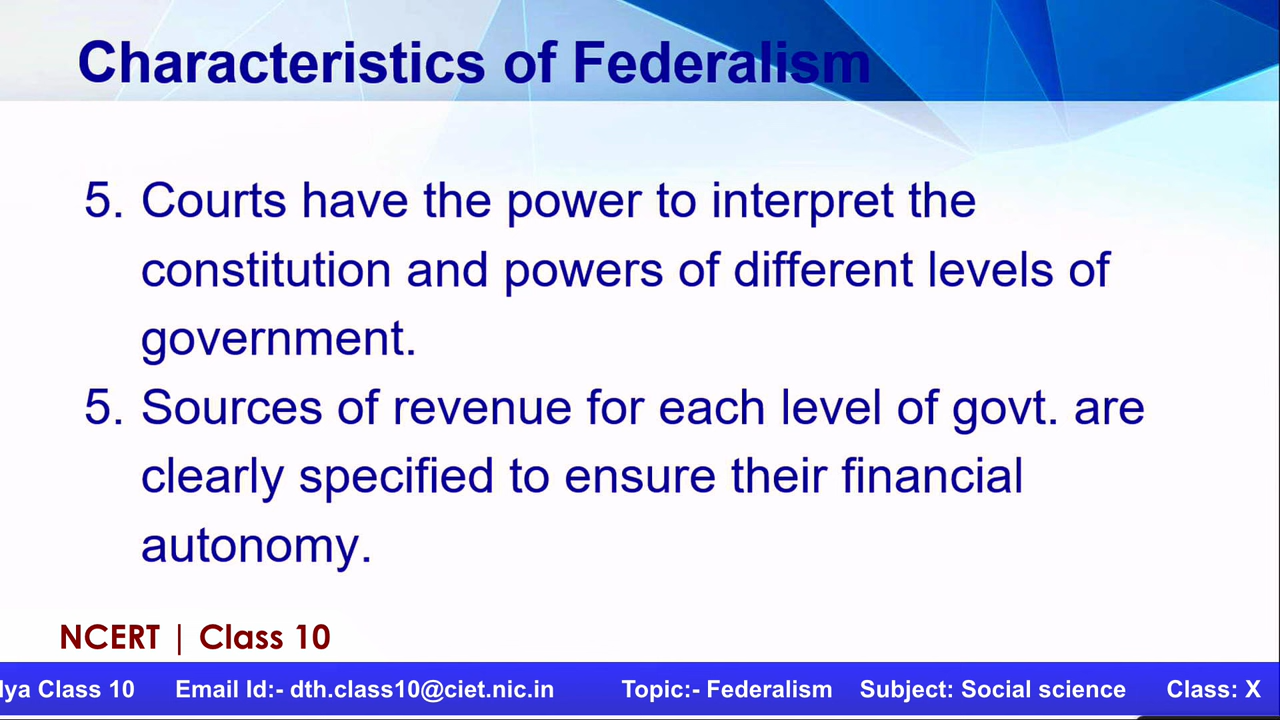 Characteristics of Federalism
5. Courts have the power to interpret the
constitution and powers of different levels of
government.
5. Sources of revenue for each level of govt. are
clearly specified to ensure their financial
autonomy.
NCERT | Class 10
Class 10 Email Id:- dth.class10@ciet.nic.in Topic:- Federalism Subject: Social science Class: X